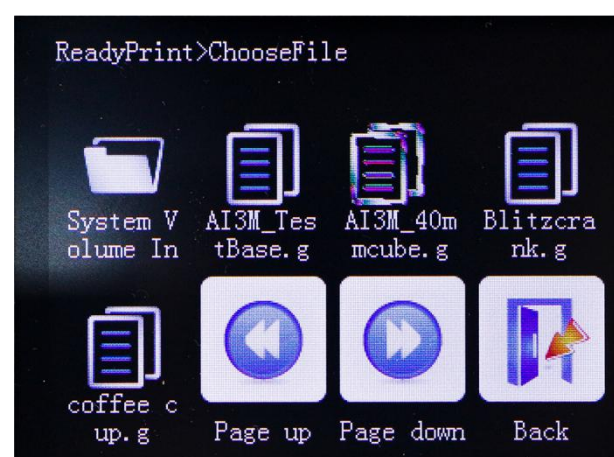 ReadyPrint>ChooseFile
System V
olume In
AI3M_Tes
tBase.g
AI3M_40m
mcube.g
Blitzcra
nk.g
coffee c
up.g
Page up
Page down
Back